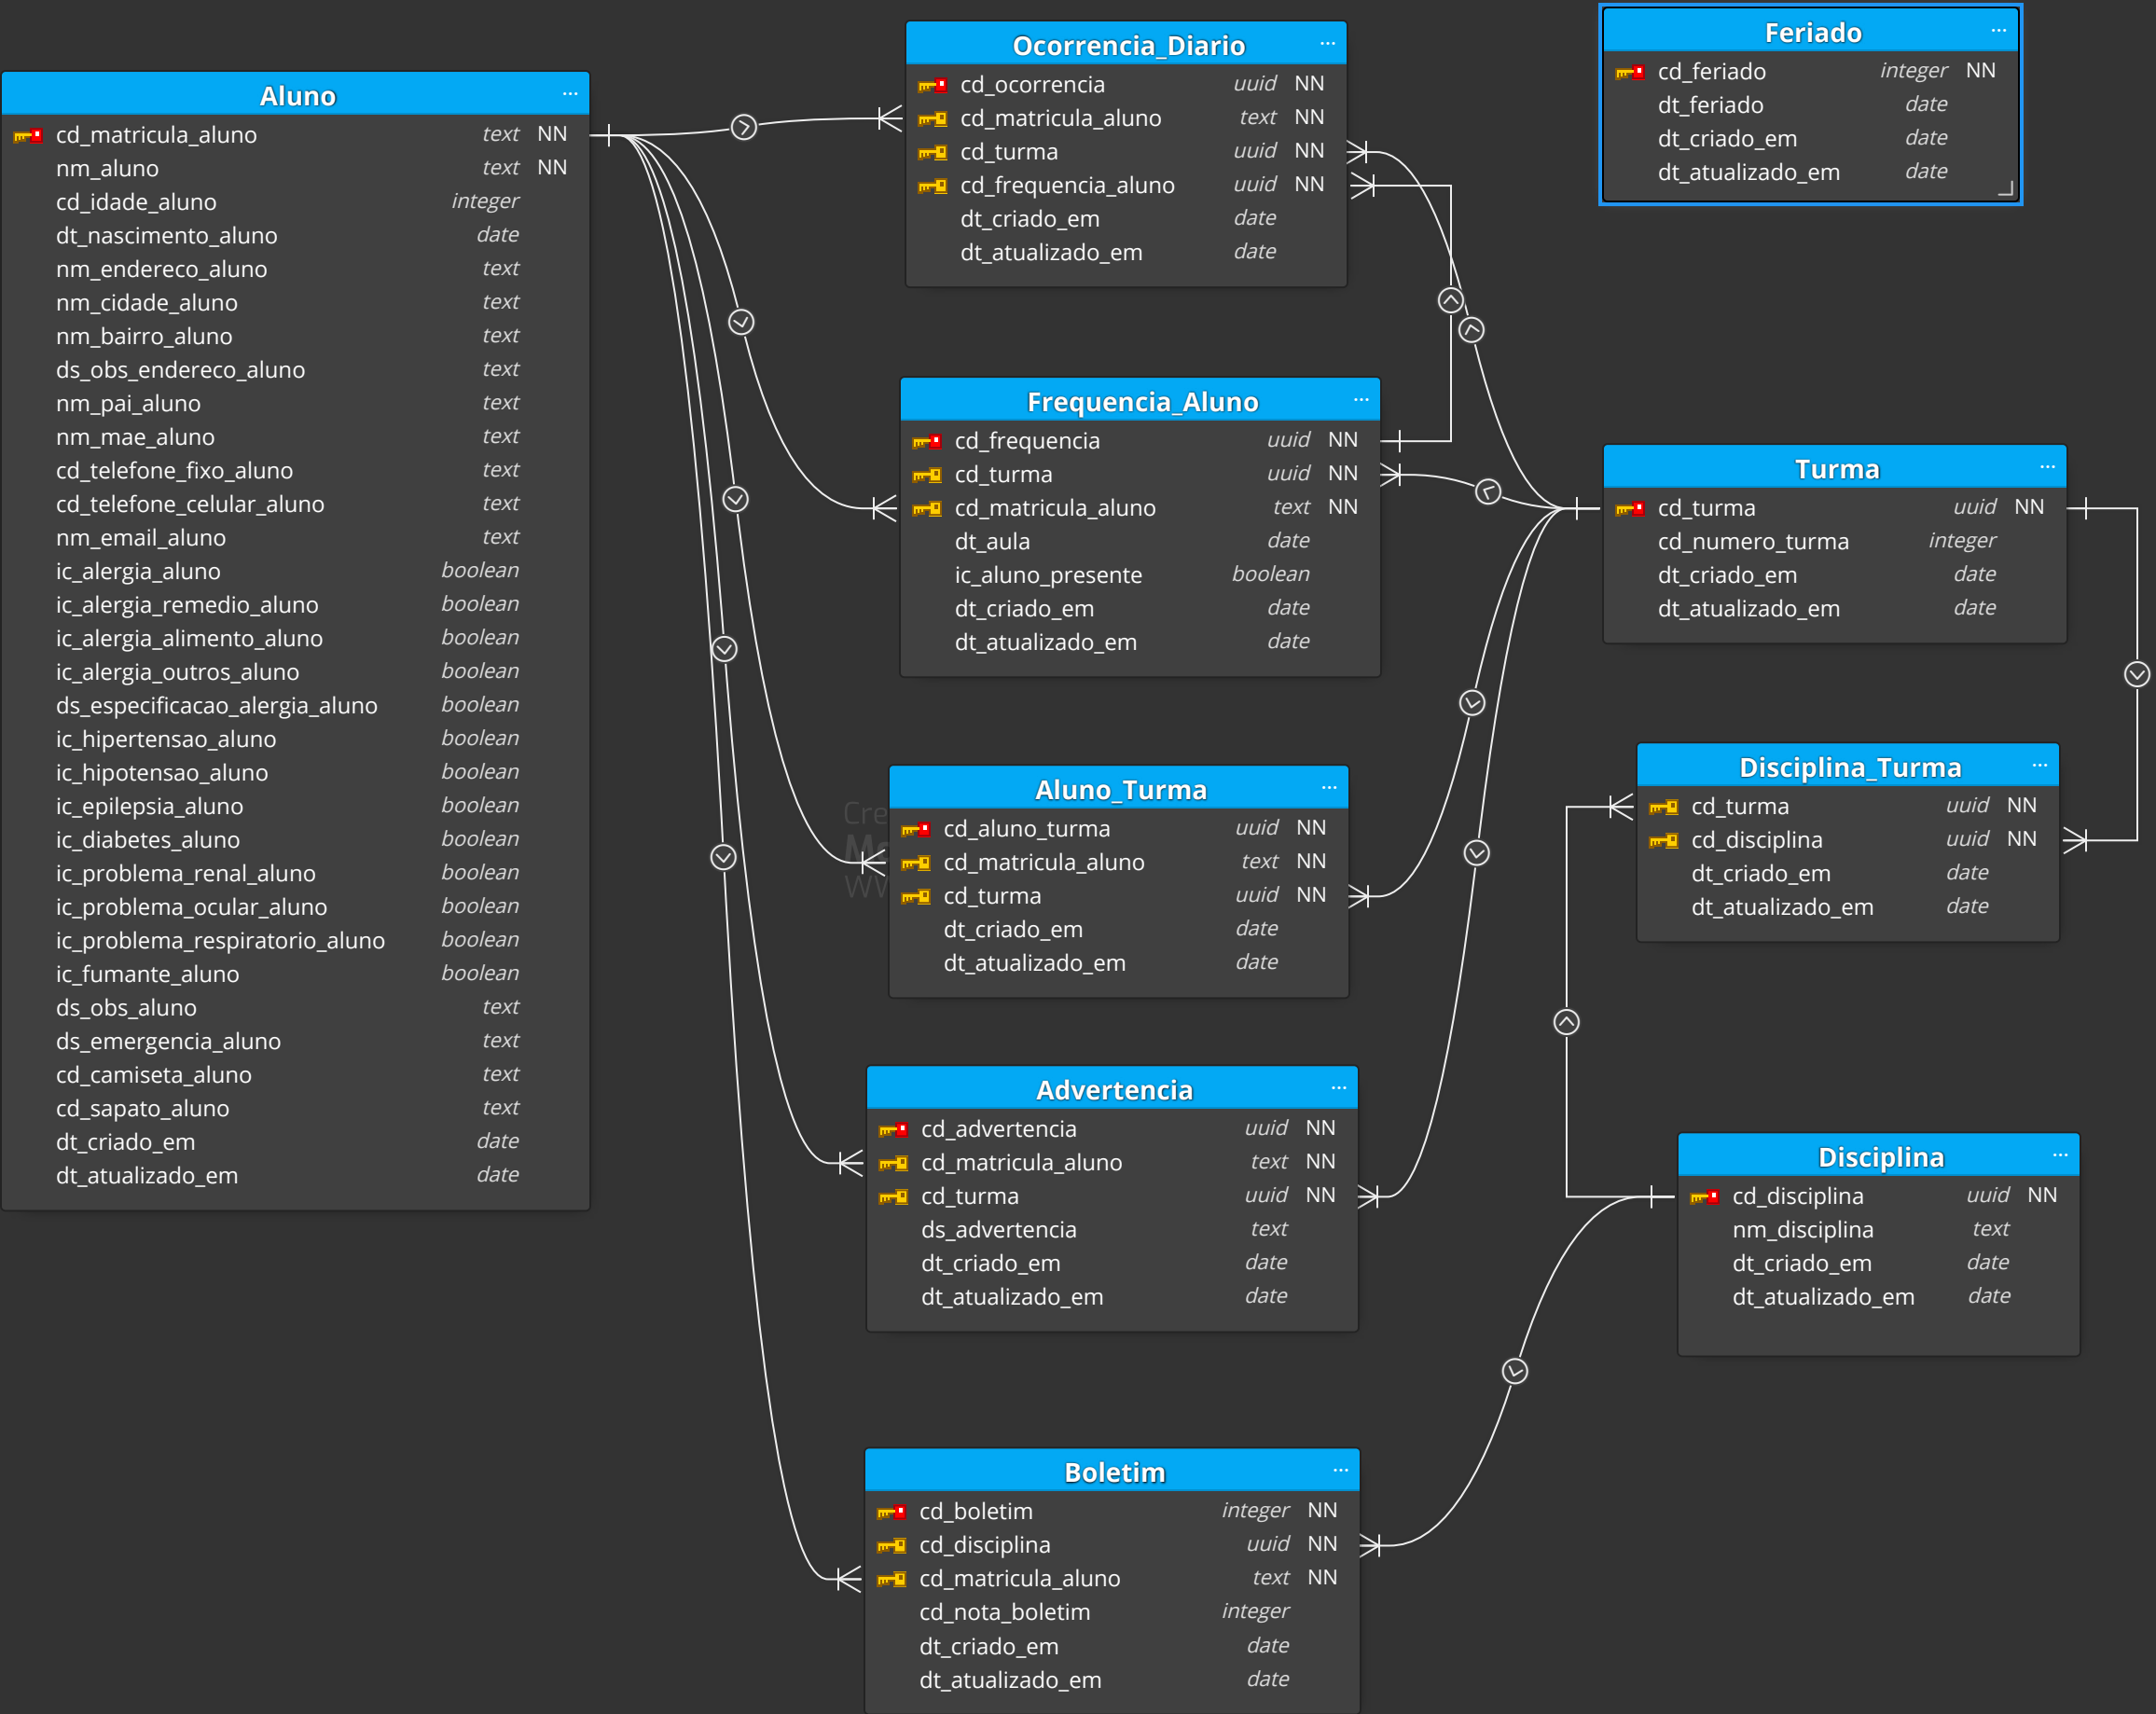 Aluno ...
cd_matricula_aluno text NN
nm_aluno text NN
cd_idade_aluno integer
dt_nascimento_aluno date
nm_endereco_aluno text
nm_cidade_aluno text
nm_bairro_aluno text
ds_obs_endereco_aluno text
nm_pai_aluno text
nm_mae_aluno text
cd_telefone_fixo_aluno text
cd_telefone_celular_aluno text
nm_email_aluno text
ic_alergia_aluno boolean
ic_alergia_remedio_aluno boolean
ic_alergia_alimento_aluno boolean
ic_alergia_outros_aluno boolean
ds_especificacao_alergia_aluno boolean
ic_hipertensao_aluno boolean
ic_hipotensao_aluno boolean
ic_epilepsia_aluno boolean
ic_diabetes_aluno boolean
ic_problema_renal_aluno boolean
ic_problema_ocular_aluno boolean
ic_problema_respiratorio_aluno boolean
ic_fumante_aluno boolean
ds_obs_aluno text
ds_emergencia_aluno text
cd_camiseta_aluno text
cd_sapato_aluno text
dt_criado_em date
dt_atualizado_em date
Ocorrencia_Diario ...
cd_ocorrencia uuid NN
cd_matricula_aluno text NN
cd_turma uuid NN
cd_frequencia_aluno uuid NN
dt_criado_em date
dt_atualizado_em date
Frequencia_Aluno ...
cd_frequencia uuid NN
cd_turma uuid NN
cd_matricula_aluno text NN
dt_aula date
ic_aluno_presente boolean
dt_criado_em date
dt_atualizado_em date
Aluno_Turma ...
cd_aluno_turma uuid NN
cd_matricula_aluno text NN
cd_turma uuid NN
dt_criado_em date
dt_atualizado_em date
Advertencia ...
cd_advertencia uuid NN
cd_matricula_aluno text NN
cd_turma uuid NN
ds_advertencia text
dt_criado_em date
dt_atualizado_em date
Boletim ...
cd_boletim integer NN
cd_disciplina uuid NN
cd_matricula_aluno text NN
cd_nota_boletim integer
dt_criado_em date
dt_atualizado_em date
Feriado ...
cd_feriado integer NN
dt_feriado date
dt_criado_em date
dt_atualizado_em date
Turma ...
cd_turma uuid NN
cd_numero_turma integer
dt_criado_em date
dt_atualizado_em date
Disciplina_Turma ...
cd_turma uuid NN
cd_disciplina uuid NN
dt_criado_em date
dt_atualizado_em date
Disciplina ...
cd_disciplina uuid NN
nm_disciplina text
dt_criado_em date
dt_atualizado_em date